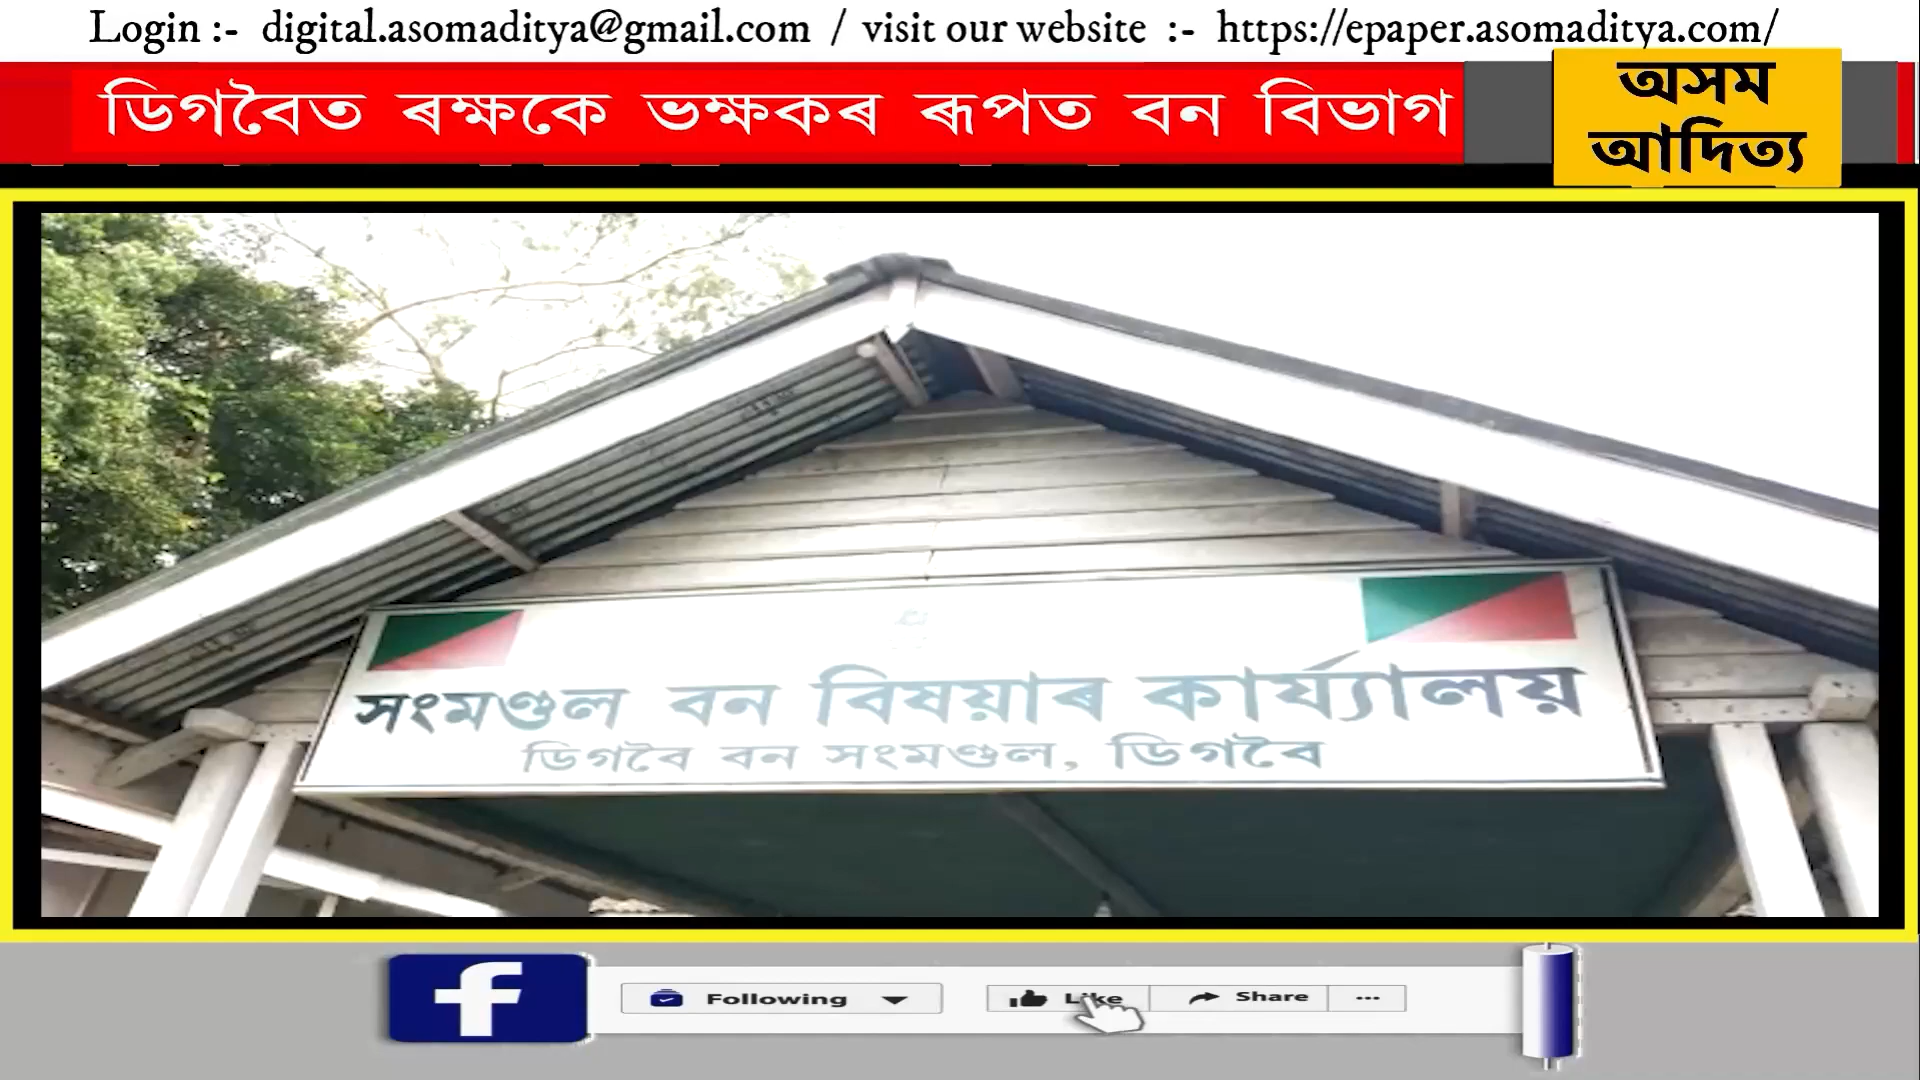 Login :-  digital.asomaditya@gmail.com  / visit our website  :-  https://epaper.asomaditya.com/
ডিগবৈত ৰক্ষকে ভক্ষকৰ ৰূপত বন বিভাগ
অসম
আদিত্য
সংমণ্ডল বন বিষয়াৰ কাৰ্য্যালয়
ডিগবৈ বন সংমণ্ডল, ডিগবৈ
Following
Like
Share